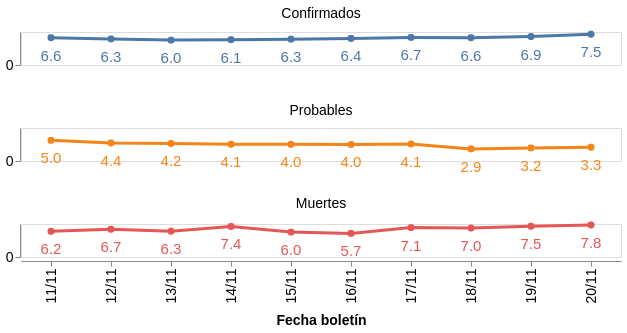 Confirmados
0
6.6 6.3 6.0 6.1 6.3 6.4 6.7 6.6 6.9 7.5
Probables
0
5.0 4.4 4.2 4.1 4.0 4.0 4.1 2.9 3.2 3.3
Muertes
0
6.2 6.7 6.3 7.4 6.0 5.7 7.1 7.0 7.5 7.8
11/11 12/11 13/11 14/11 15/11 16/11 17/11 18/11 19/11 20/11
Fecha boletín